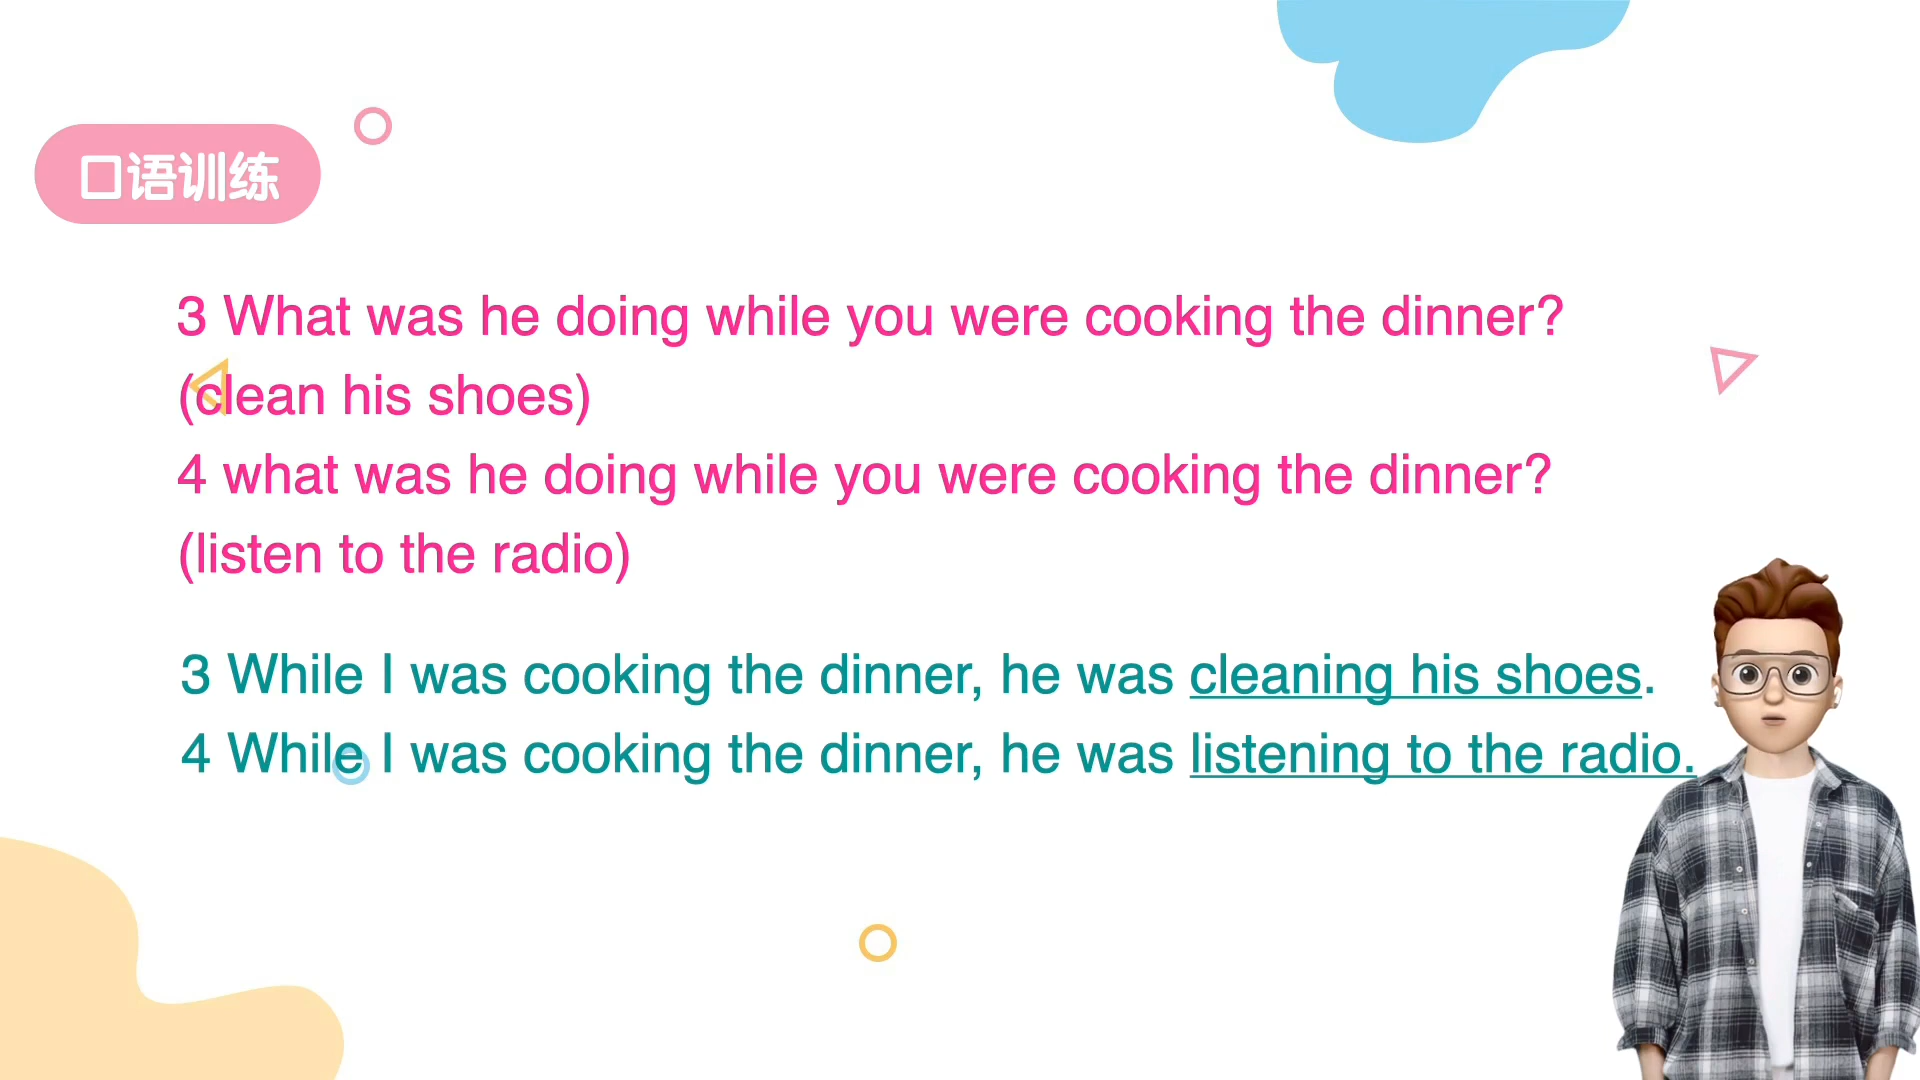 口语训练
3 What was he doing while you were cooking the dinner?
(clean his shoes)
4 what was he doing while you were cooking the dinner?
(listen to the radio)
3 While I was cooking the dinner, he was cleaning his shoes.
4 While I was cooking the dinner, he was listening to the radio.